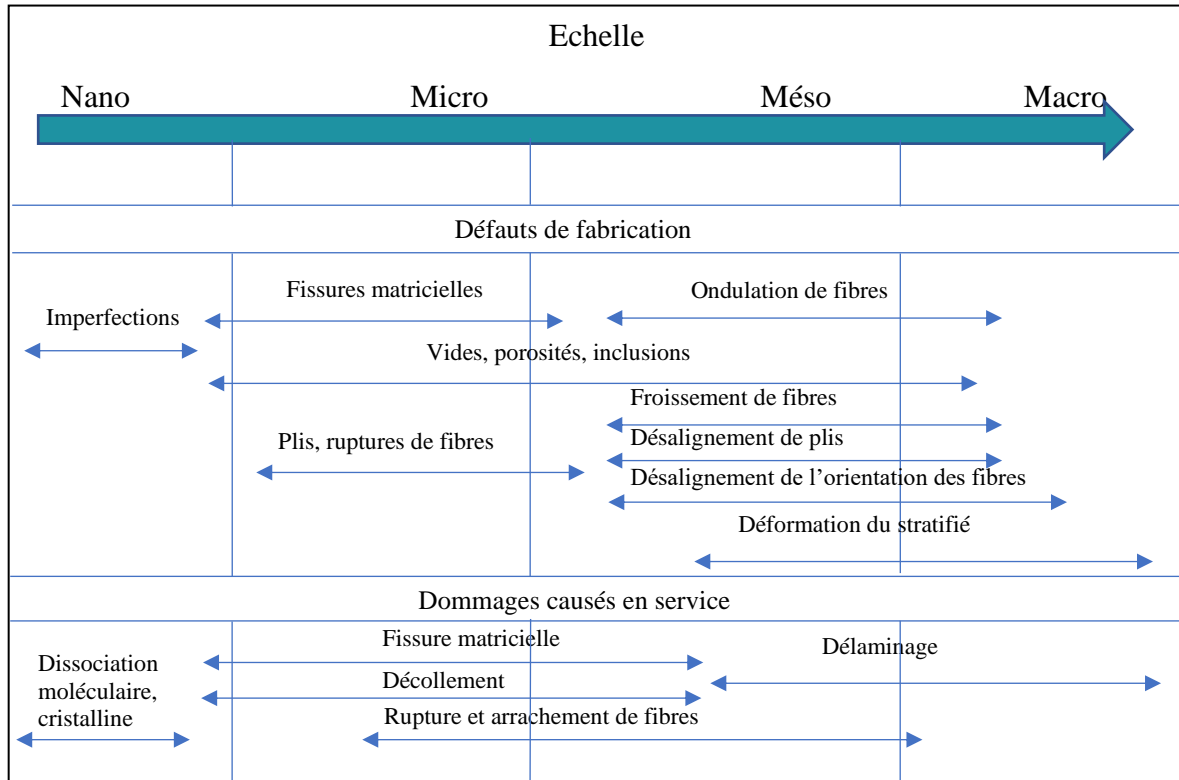 Echelle
Nano Micro Méso Macro
Défauts de fabrication
Fissures matricielles
Ondulation de fibres
Imperfections
Vides, porosités, inclusions
Froissement de fibres
Plis, ruptures de fibres
Désalignement de plis
Désalignement de l’orientation des fibres
Déformation du stratifié
Dommages causés en service
Fissure matricielle
Délaminage
Dissociation
moléculaire,
cristalline
Décollement
Rupture et arrachement de fibres